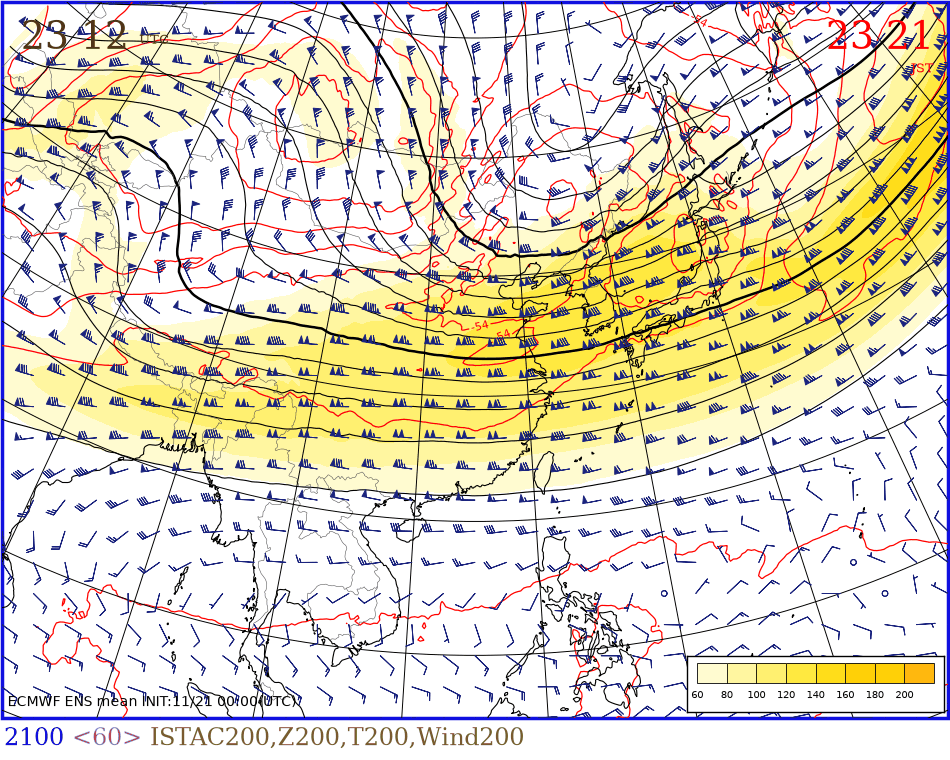 23 12 UTC
23 21
JST
-54
-54
-54
ECMWF ENS mean INIT:11/21 00:00(UTC)
60 80 100 120 140 160 180 200
2100 <60> ISTAC200,Z200,T200,Wind200